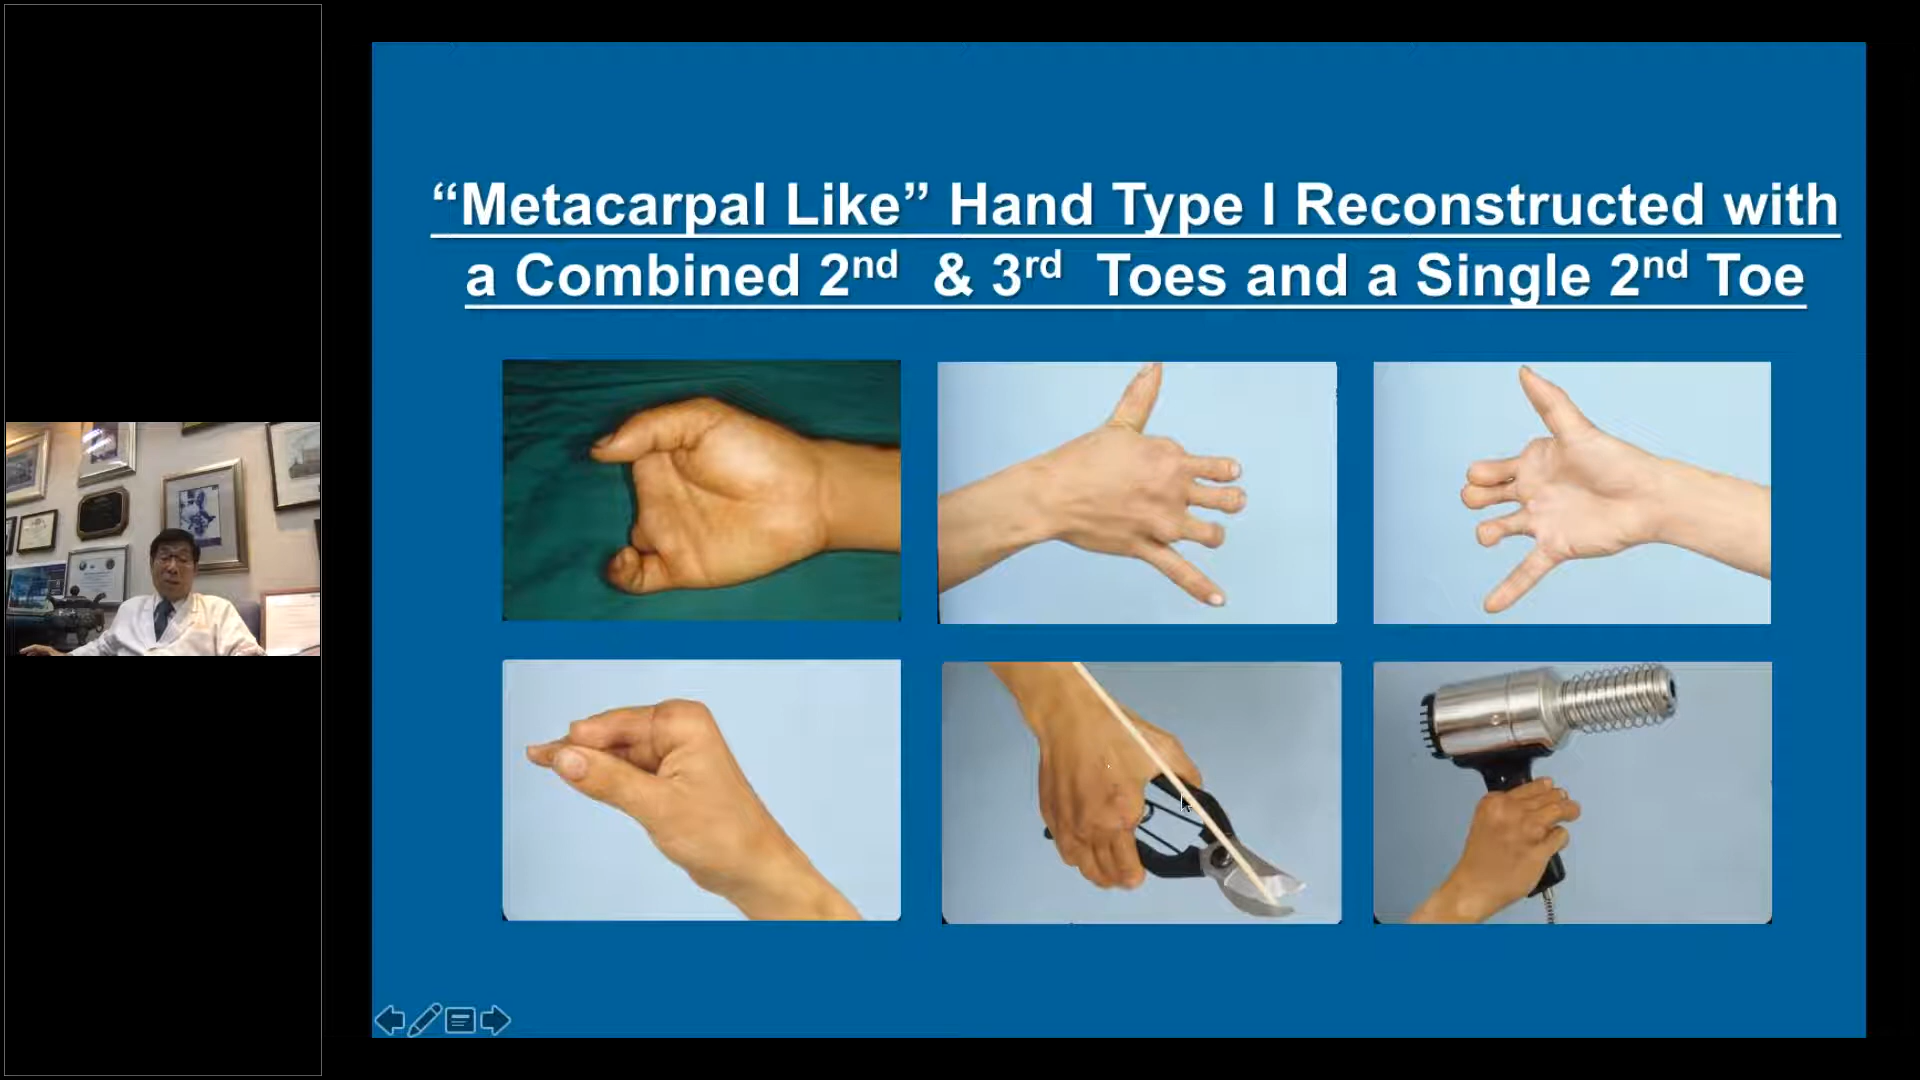 “Metacarpal Like” Hand Type I Reconstructed with
a Combined 2nd & 3rd Toes and a Single 2nd Toe